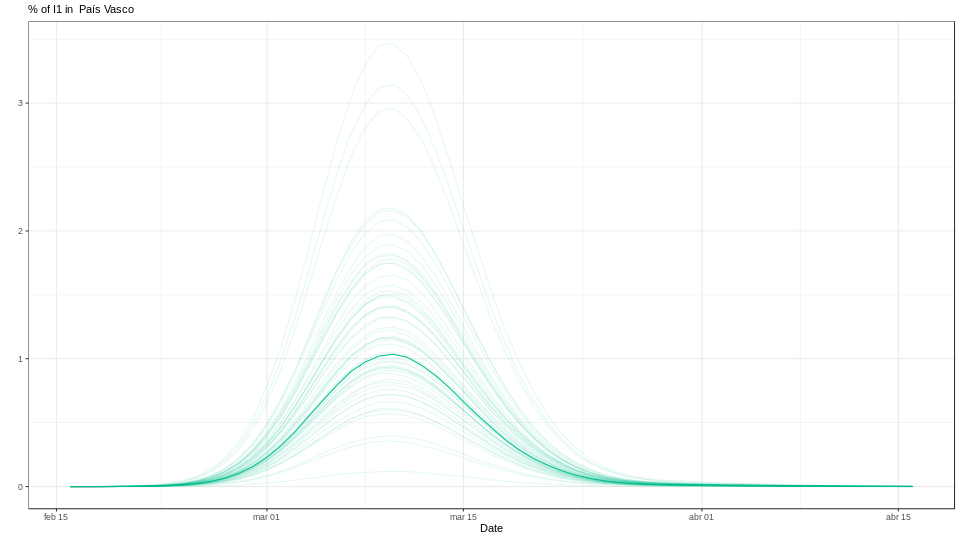 % of I1 in  País Vasco
3
2
1
0
feb 15
mar 01
mar 15
abr 01
abr 15
Date